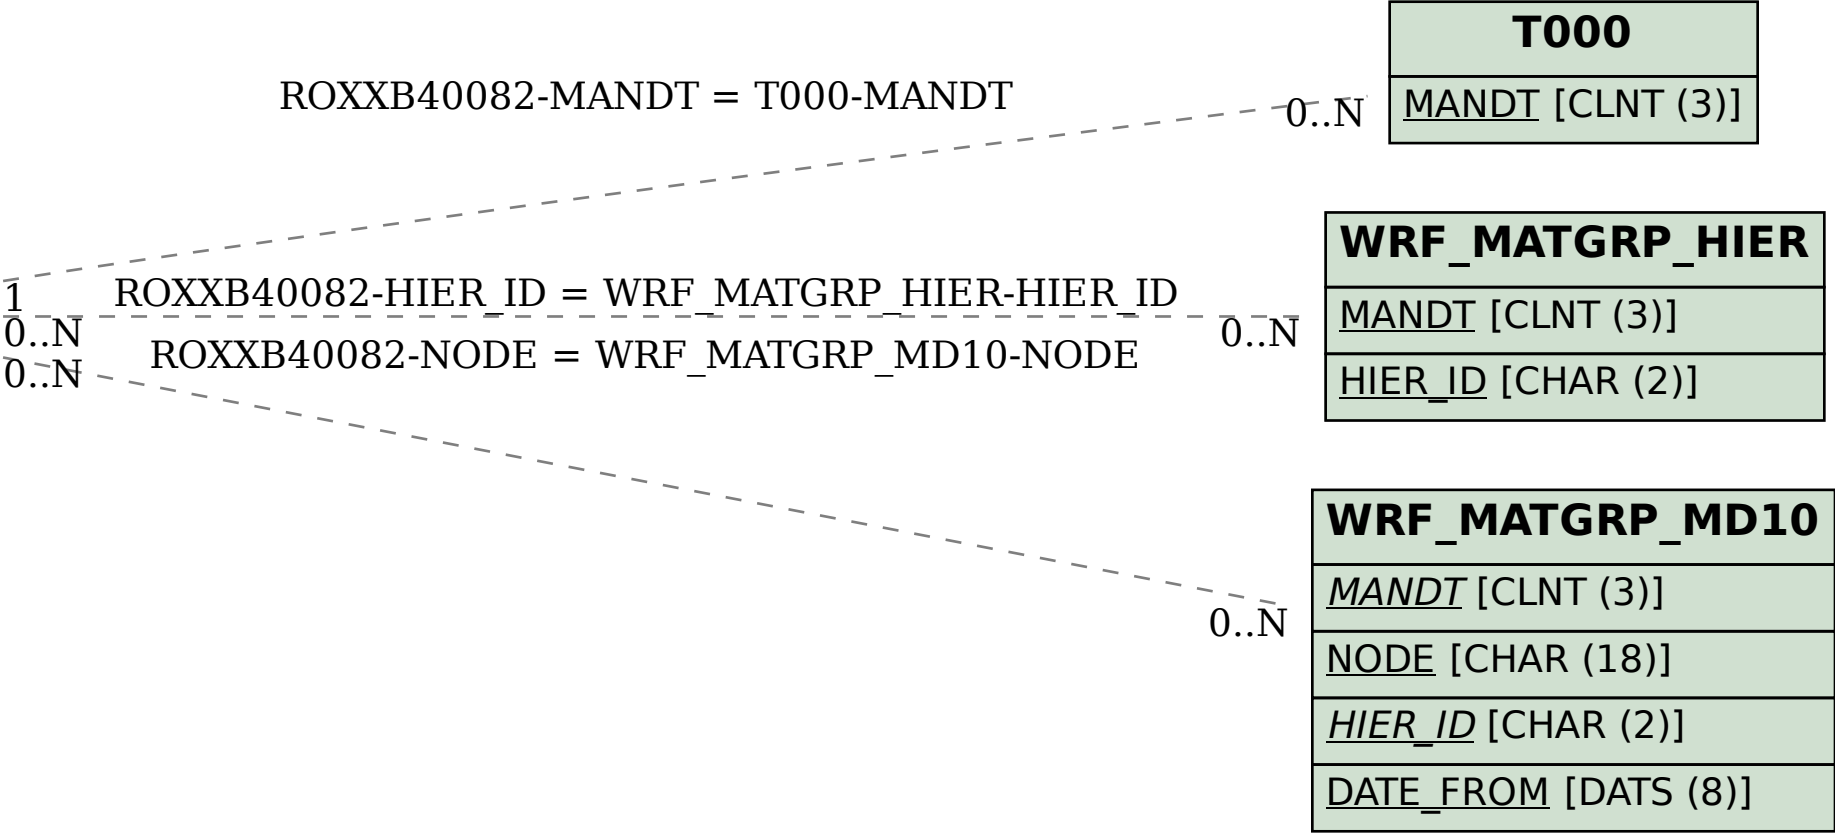 T000
MANDT [CLNT (3)]
ROXXB40082-MANDT = T000-MANDT
0..N
WRF_MATGRP_HIER
MANDT [CLNT (3)]
HIER_ID [CHAR (2)]
1
ROXXB40082-HIER_ID = WRF_MATGRP_HIER-HIER_ID
0..N
0..N
ROXXB40082-NODE = WRF_MATGRP_MD10-NODE
0..N
0..N
WRF_MATGRP_MD10
MANDT [CLNT (3)]
NODE [CHAR (18)]
HIER_ID [CHAR (2)]
DATE_FROM [DATS (8)]